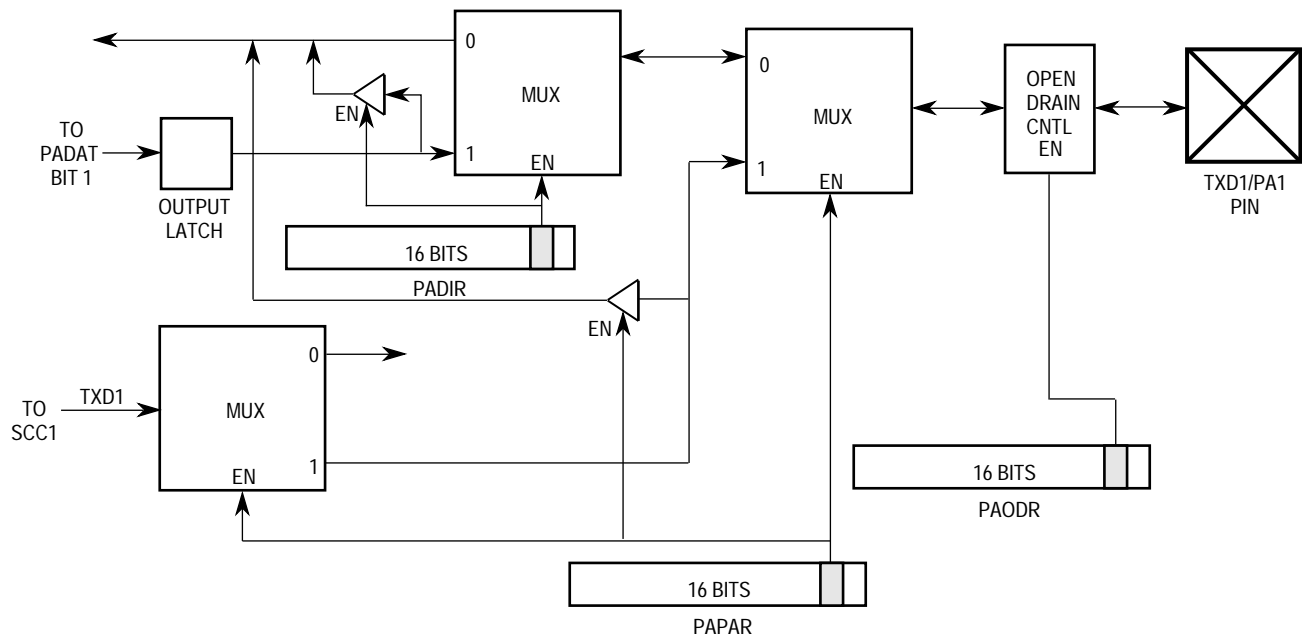 0
MUX
EN
1
EN
TO
PADAT
BIT 1
OUTPUT
LATCH
16 BITS
PADIR
0
MUX
1
EN
OPEN
DRAIN
CNTL
EN
TXD1/PA1
PIN
EN
TO
SCC1
TXD1
0
MUX
1
EN
16 BITS
PAODR
16 BITS
PAPAR